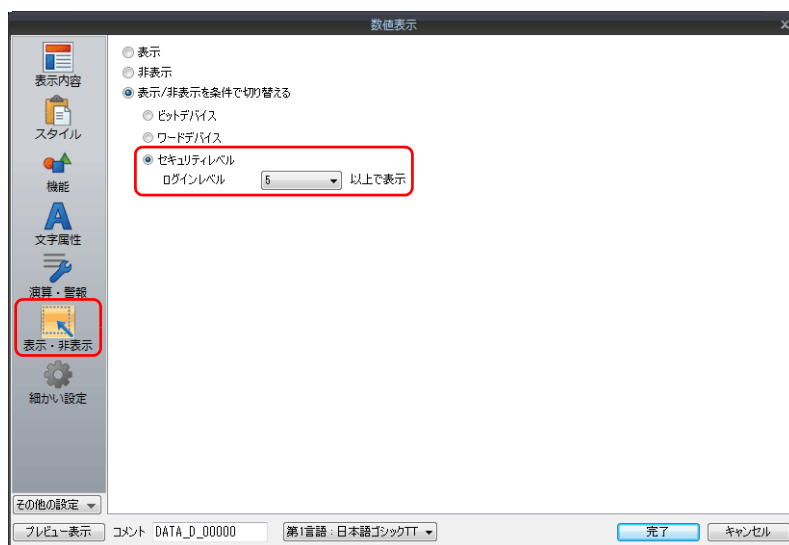 数値表示
表示内容
スタイル
機能
文字属性
演算・警報
表示・非表示
細かい設定
その他の設定
表示
非表示
表示/非表示を条件で切り替える
ビットデバイス
ワードデバイス
セキュリティレベル
ログインレベル 5 以上で表示
プレビュー表示 コメント DATA_D_00000 第1言語:日本語ゴシックTT 完了 キャンセル